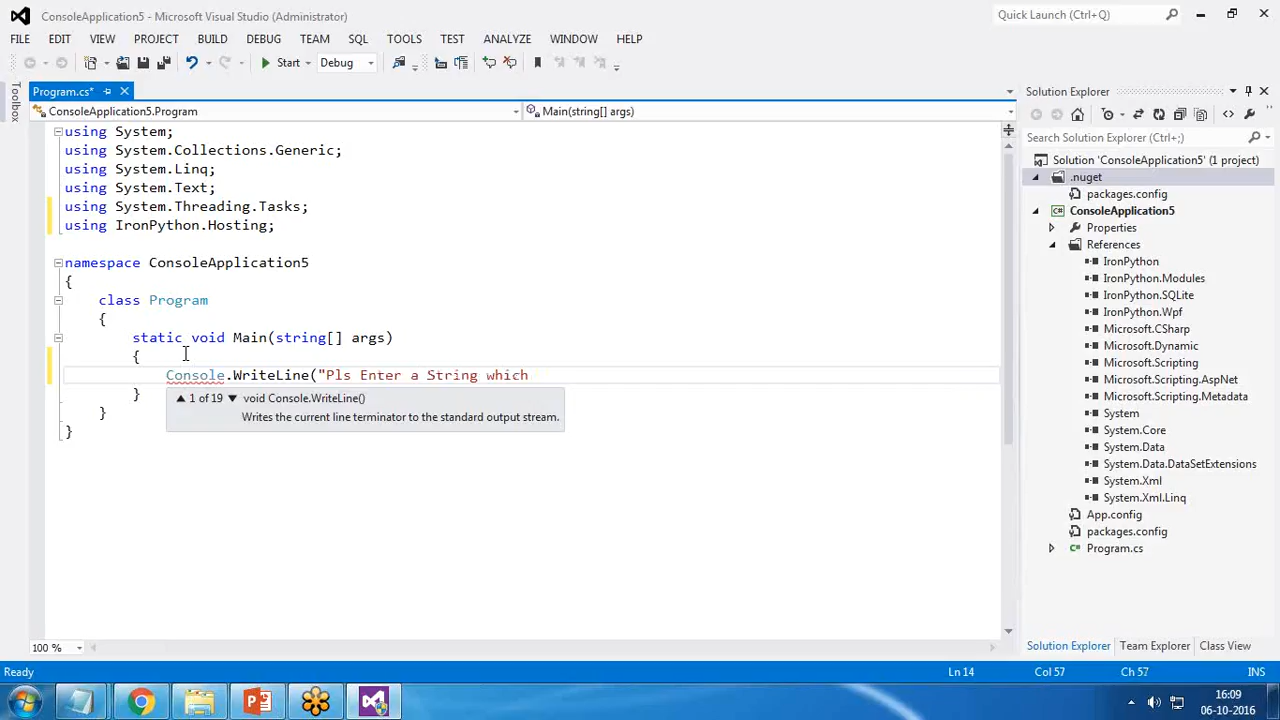 ConsoleApplication5 - Microsoft Visual Studio (Administrator)
Quick Launch (Ctrl+Q)
FILE EDIT VIEW PROJECT BUILD DEBUG TEAM SQL TOOLS TEST ANALYZE WINDOW HELP
Start Debug
Toolbox
Program.cs*
ConsoleApplication5.Program
Main(string[] args)
using System;
using System.Collections.Generic;
using System.Linq;
using System.Text;
using System.Threading.Tasks;
using IronPython.Hosting;
namespace ConsoleApplication5
{
class Program
{
static void Main(string[] args)
{
Console.WriteLine("Pls Enter a String which
}
1 of 19 void Console.WriteLine()
Writes the current line terminator to the standard output stream.
}
}
100 %
Solution Explorer
Search Solution Explorer (Ctrl+;)
Solution 'ConsoleApplication5' (1 project)
.nuget
packages.config
ConsoleApplication5
Properties
References
IronPython
IronPython.Modules
IronPython.SQLite
IronPython.Wpf
Microsoft.CSharp
Microsoft.Dynamic
Microsoft.Scripting
Microsoft.Scripting.AspNet
Microsoft.Scripting.Metadata
System
System.Core
System.Data
System.Data.DataSetExtensions
System.Xml
System.Xml.Linq
App.config
packages.config
Program.cs
Solution Explorer Team Explorer Class View
Ready
Ln 14 Col 57 Ch 57 INS
16:09
06-10-2016